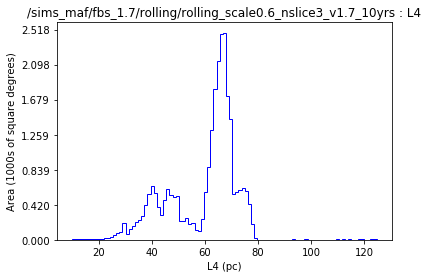 /sims_maf/fbs_1.7/rolling/rolling_scale0.6_nslice3_v1.7_10yrs : L4
Area (1000s of square degrees)
2.518
2.098
1.679
1.259
0.839
0.420
0.000
20 40 60 80 100 120
L4 (pc)